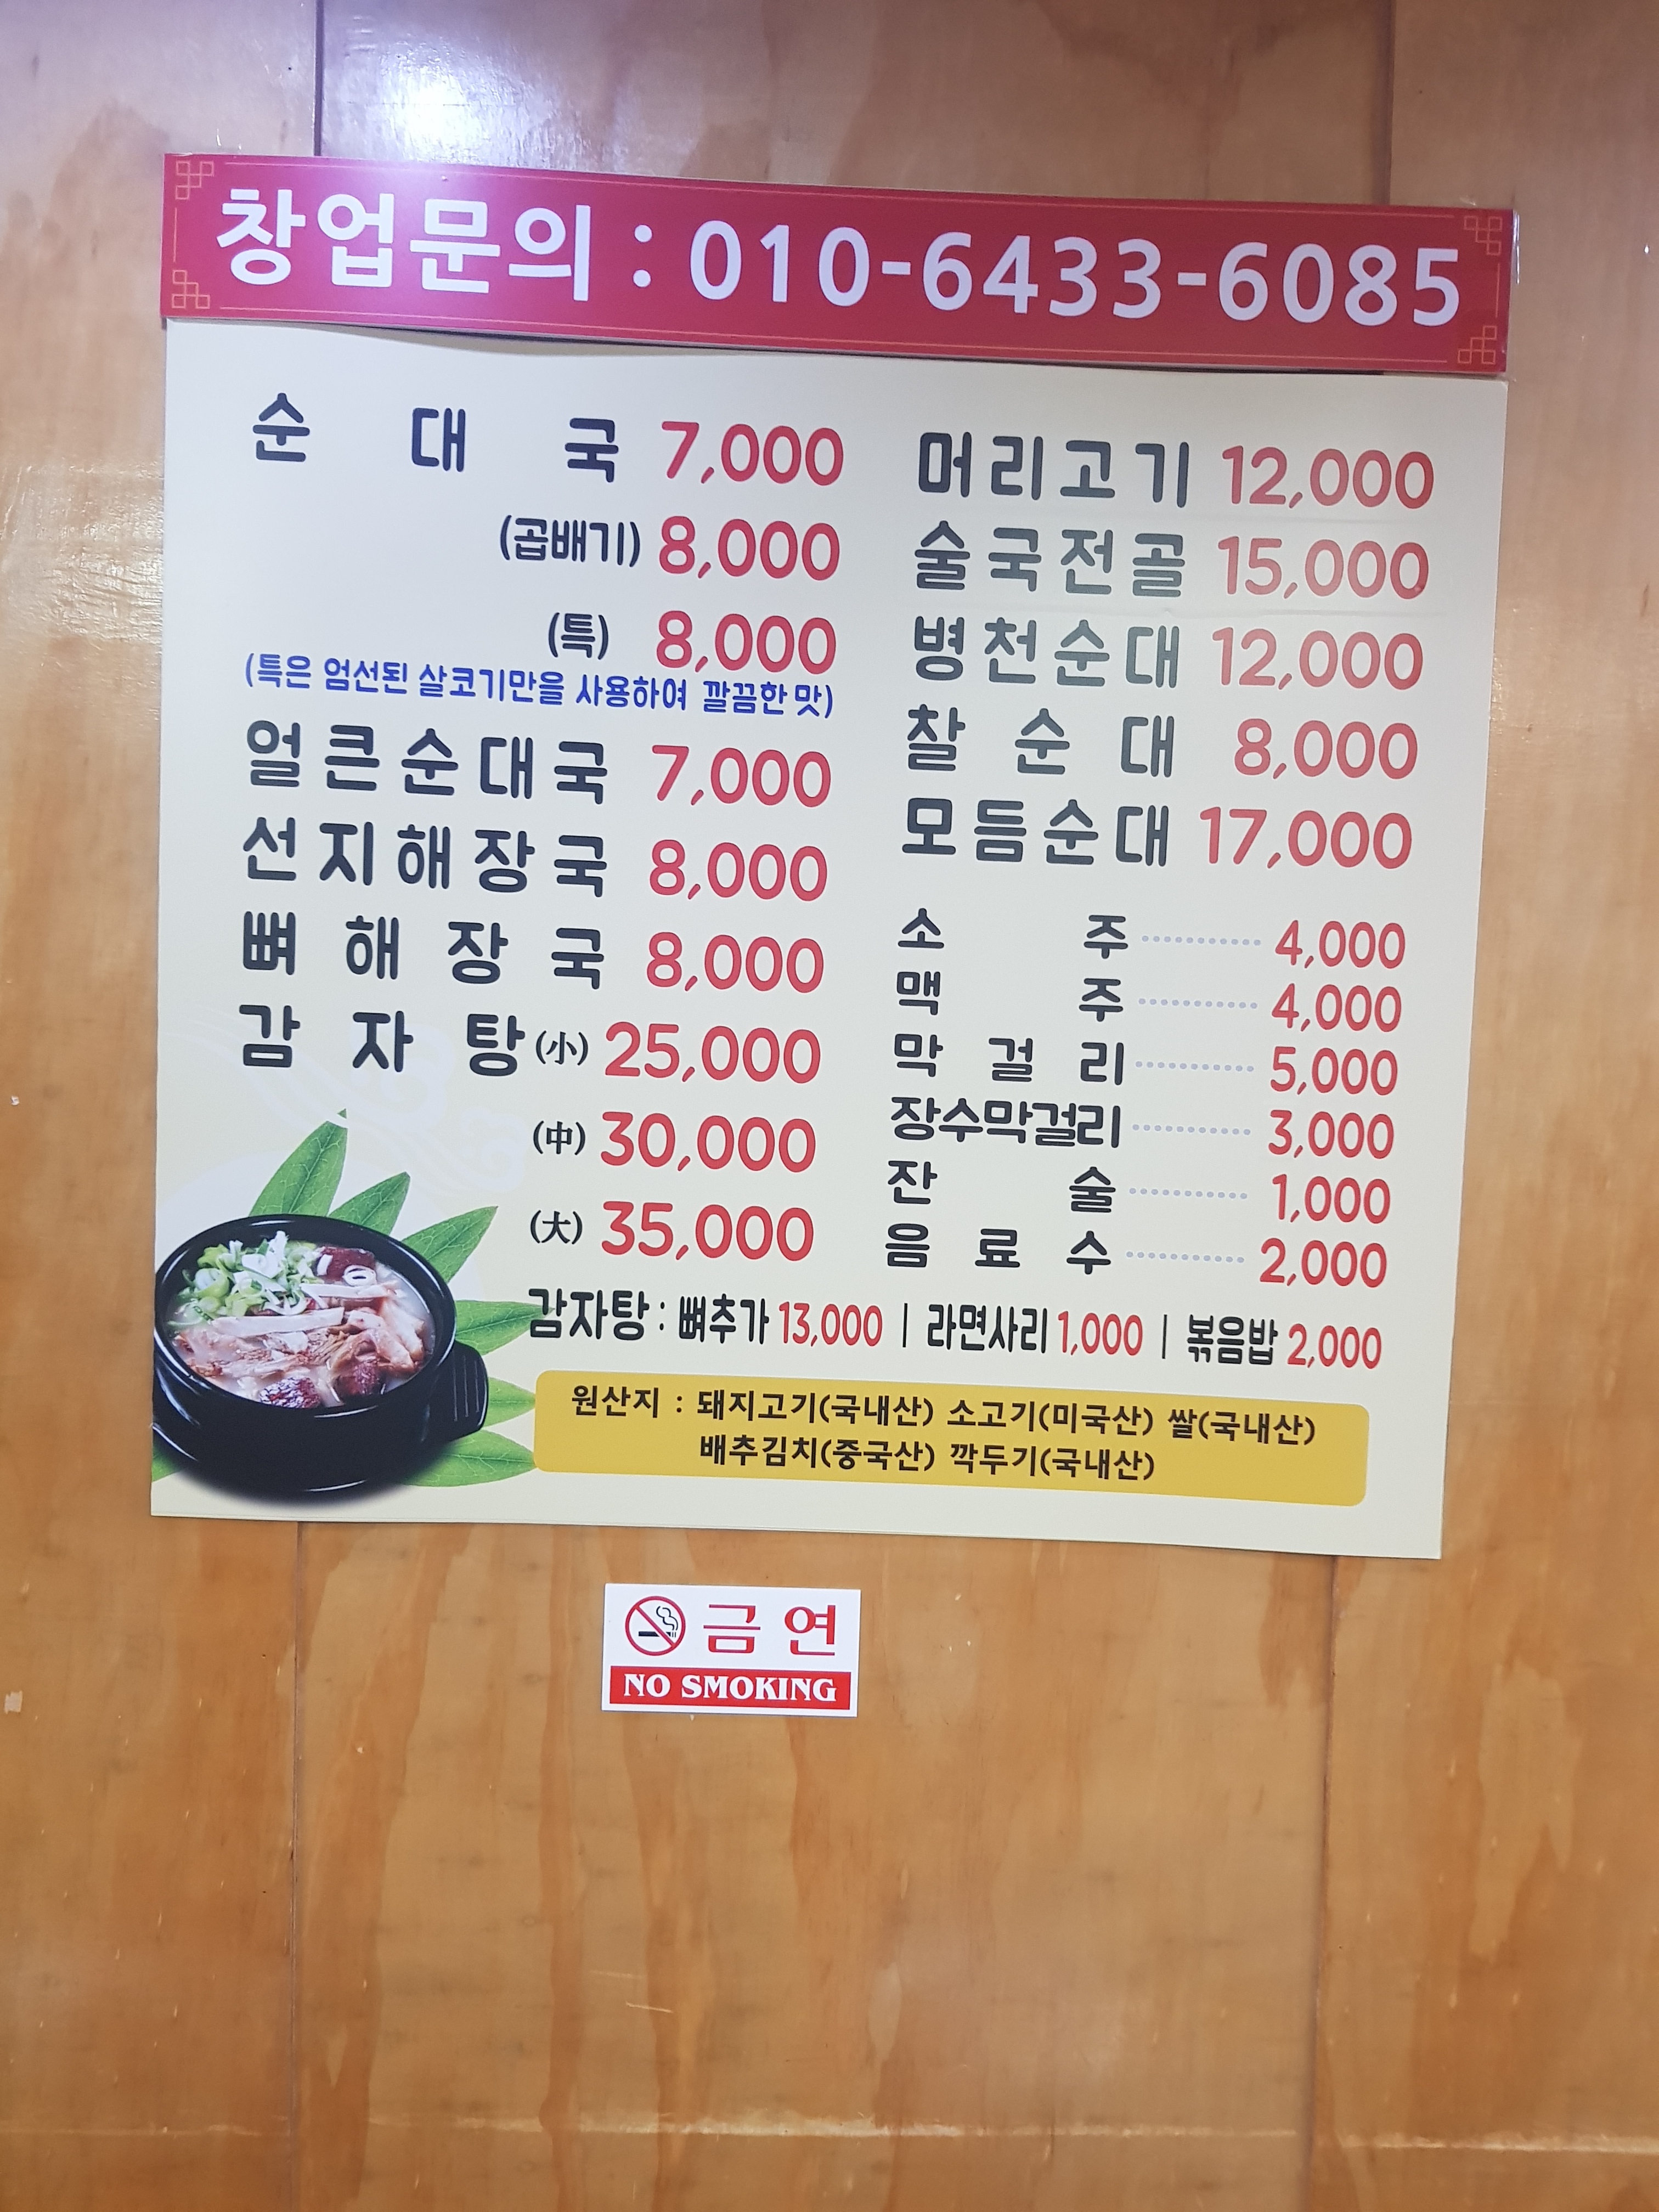 창업문의 : 010-6433-6085
순 대 국 7,000
(곱배기) 8,000
(특) 8,000
(특은 엄선된 살코기만을 사용하여 깔끔한 맛)
얼큰순대국 7,000
선지해장국 8,000
뼈 해 장 국 8,000
감 자 탕 (小) 25,000
(中) 30,000
(大) 35,000
머리고기 12,000
술국전골 15,000
병천순대 12,000
찰 순 대 8,000
모듬순대 17,000
소 주 4,000
맥 주 4,000
막 걸 리 5,000
장수막걸리 3,000
잔 술 1,000
음 료 수 2,000
감자탕 : 뼈추가 13,000 | 라면사리 1,000 | 볶음밥 2,000
원산지 : 돼지고기(국내산) 소고기(미국산) 쌀(국내산)
배추김치(중국산) 깍두기(국내산)
금 연
NO SMOKING